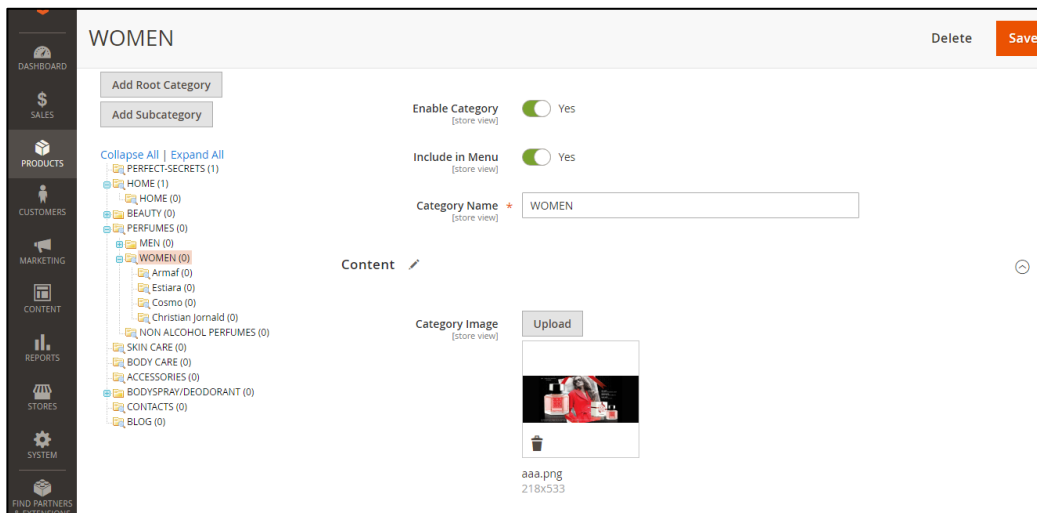 WOMEN
Delete
Save
DASHBOARD
SALES
PRODUCTS
CUSTOMERS
MARKETING
CONTENT
REPORTS
STORES
SYSTEM
FIND PARTNERS
& EXTENSIONS
Add Root Category
Add Subcategory
Collapse All | Expand All
PERFECT-SECRETS (1)
HOME (1)
HOME (0)
BEAUTY (0)
PERFUMES (0)
MEN (0)
WOMEN (0)
Armaf (0)
Estiara (0)
Cosmo (0)
Christian Jornald (0)
NON ALCOHOL PERFUMES (0)
SKIN CARE (0)
BODY CARE (0)
ACCESSORIES (0)
BODYSPRAY/DEODORANT (0)
CONTACTS (0)
BLOG (0)
Enable Category
[store view]
Yes
Include in Menu
[store view]
Yes
Category Name *
[store view]
WOMEN
Content
Category Image
[store view]
Upload
aaa.png
218x533